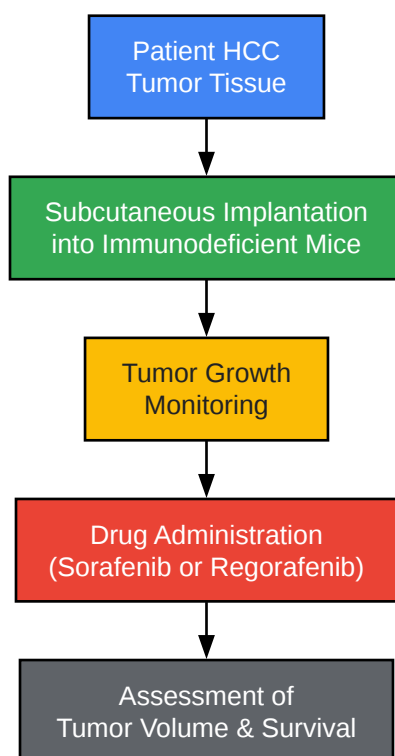 Patient HCC
Tumor Tissue
Subcutaneous Implantation
into Immunodeficient Mice
Tumor Growth
Monitoring
Drug Administration
(Sorafenib or Regorafenib)
Assessment of
Tumor Volume & Survival